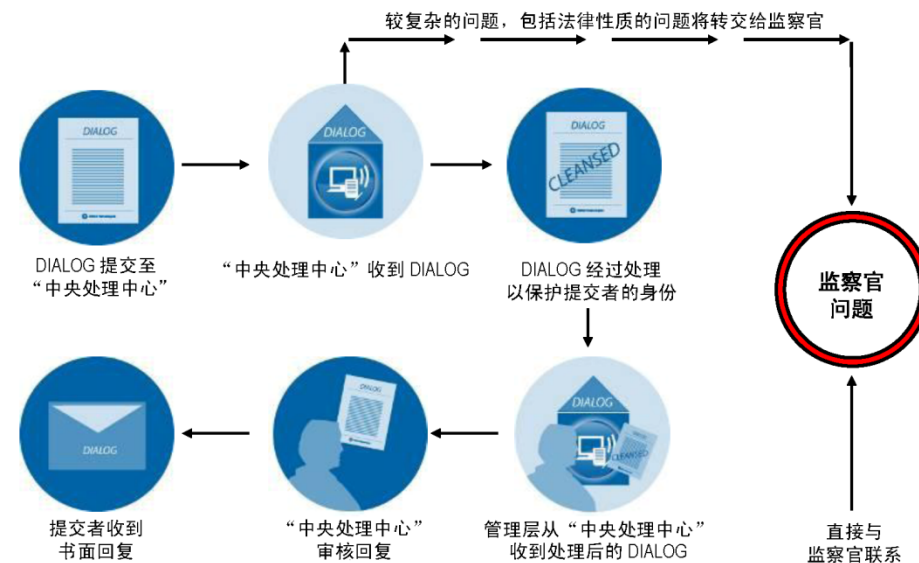 较复杂的问题，包括法律性质的问题将转交给监察官
DIALOG
DIALOG
DIALOG
CLEANSED
DIALOG 提交至
“中央处理中心”
“中央处理中心”收到 DIALOG
DIALOG 经过处理
以保护提交者的身份
监察官
问题
DIALOG
DIALOG
DIALOG
CLEANSED
提交者收到
书面回复
“中央处理中心”
审核回复
管理层从“中央处理中心”
收到处理后的 DIALOG
直接与
监察官联系